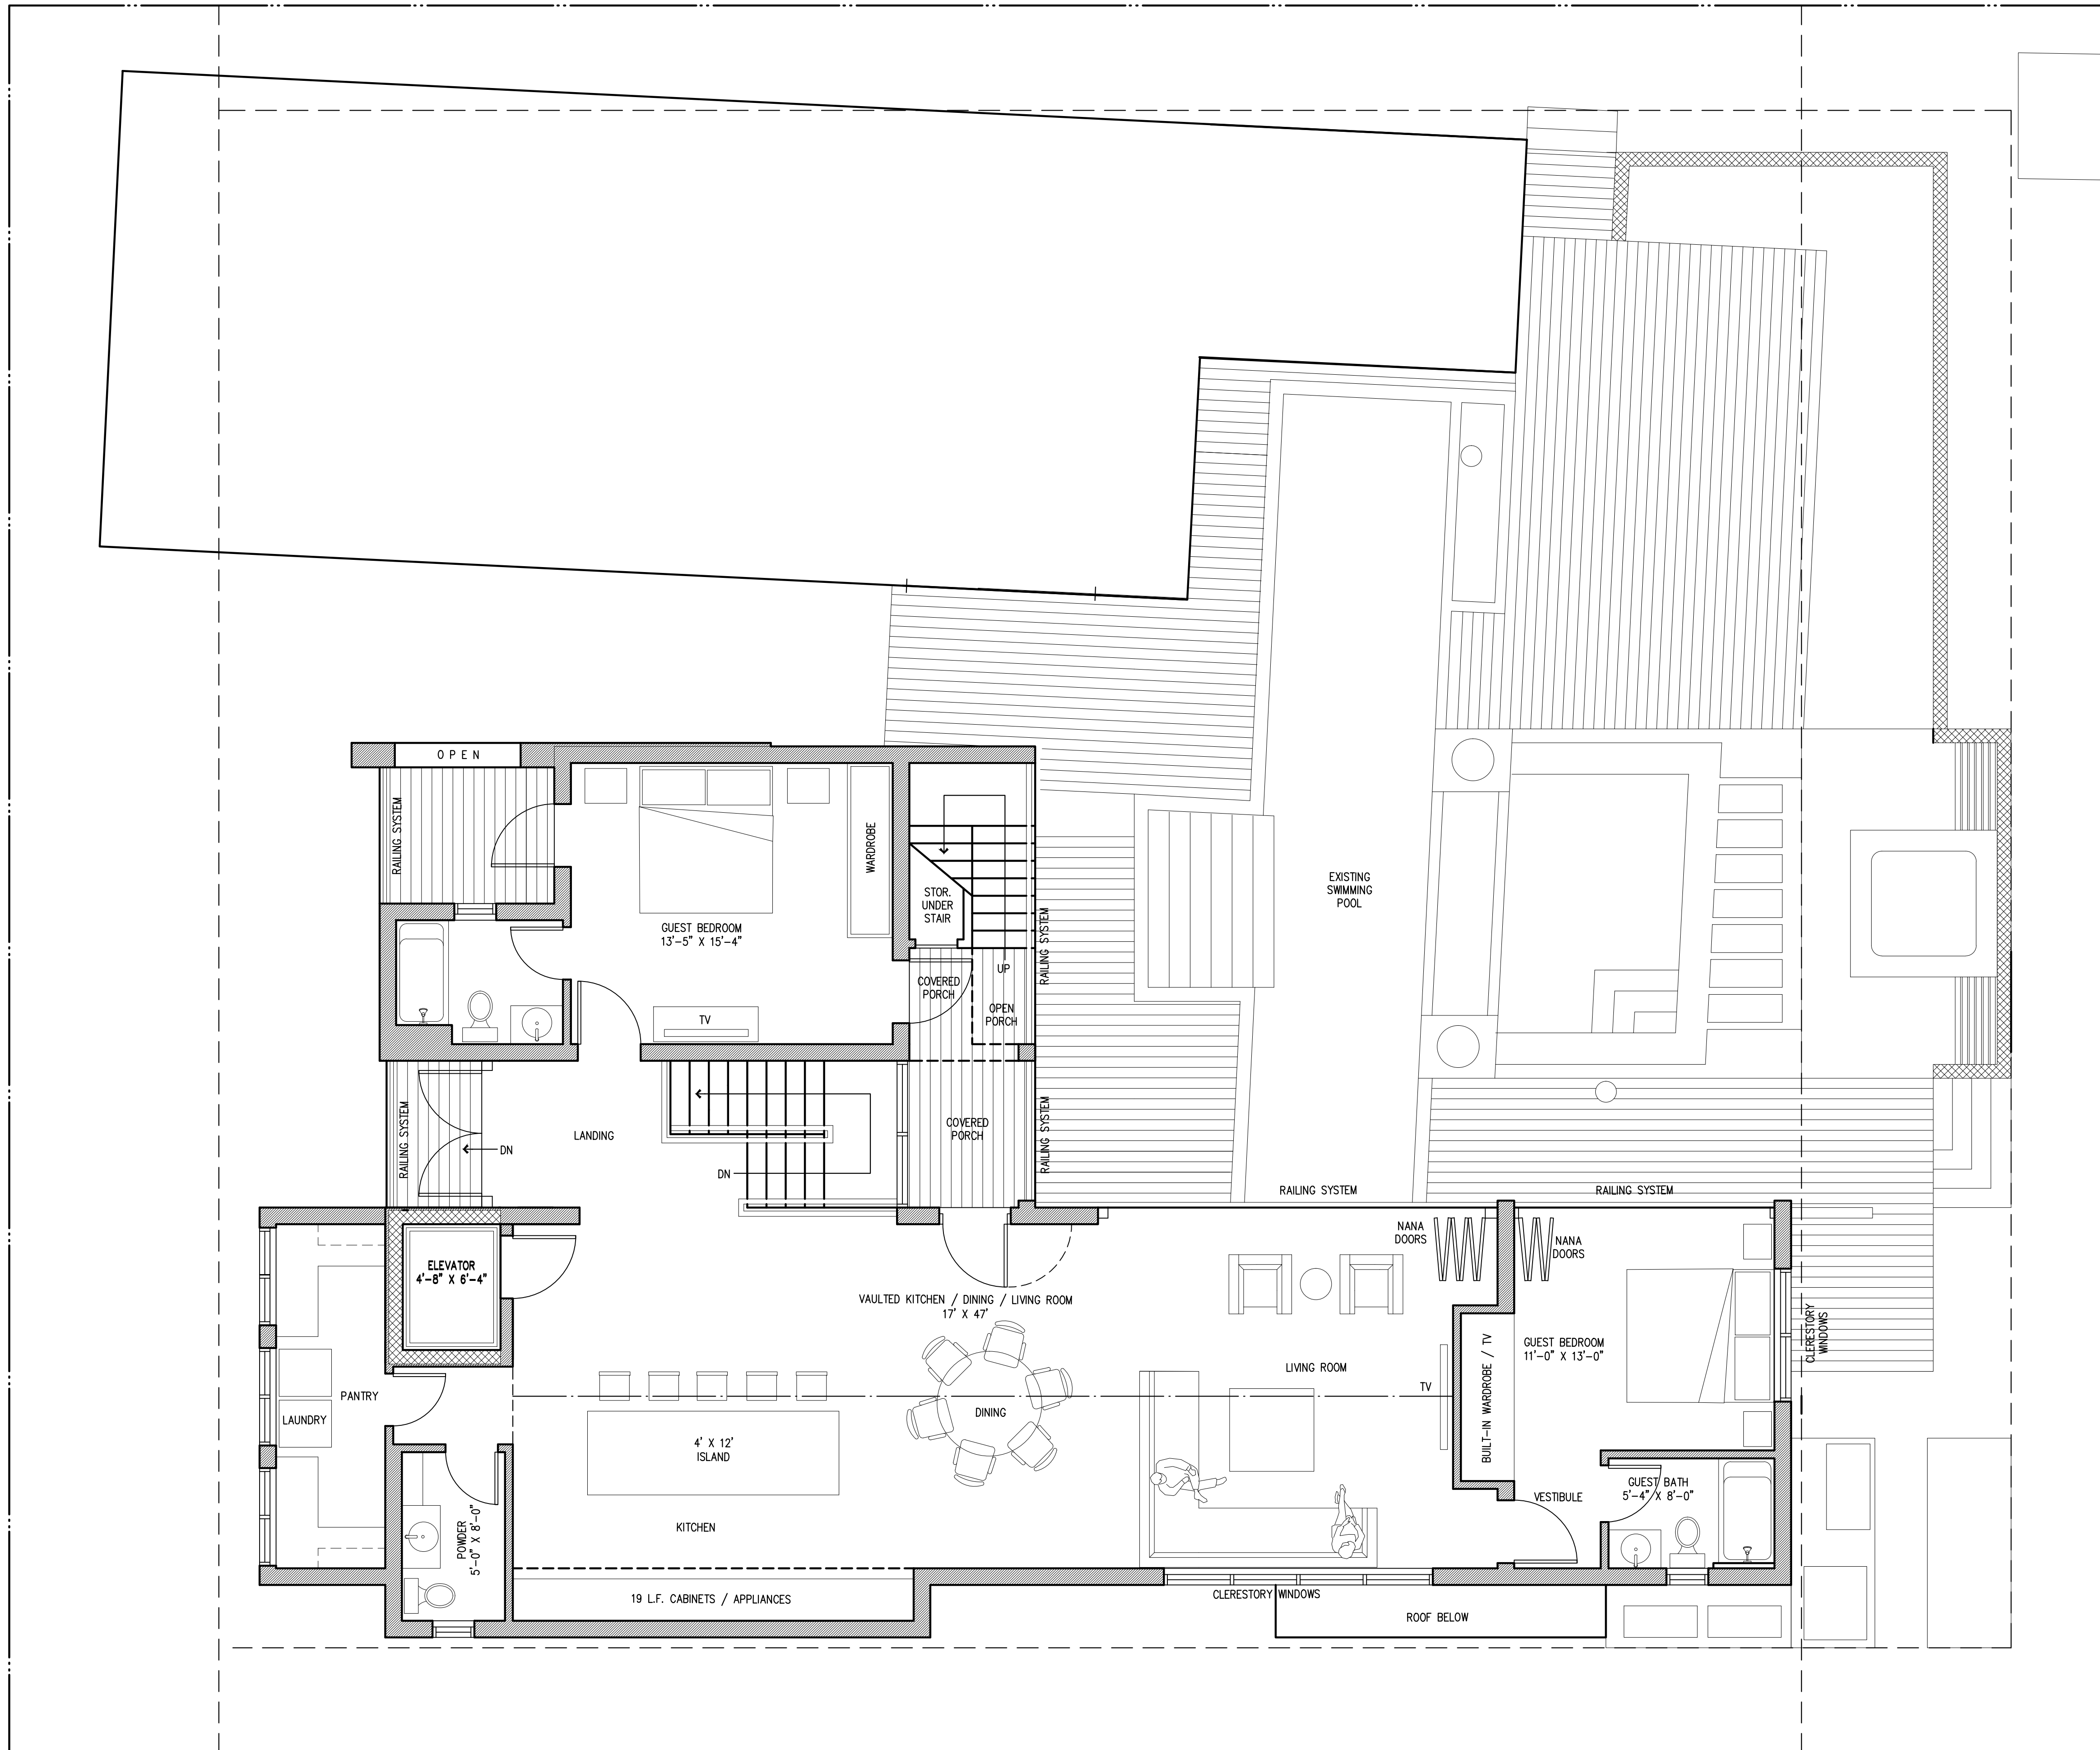 OPEN
RAILING SYSTEM
WARDROBE
STOR.
UNDER
STAIR
GUEST BEDROOM
13'-5" X 15'-4"
RAILING SYSTEM
EXISTING
SWIMMING
POOL
UP
COVERED
PORCH
OPEN
PORCH
TV
RAILING SYSTEM
LANDING
DN
DN
COVERED
PORCH
RAILING SYSTEM
RAILING SYSTEM
RAILING SYSTEM
NANA
DOORS
NANA
DOORS
ELEVATOR
4'-8" X 6'-4"
VAULTED KITCHEN / DINING / LIVING ROOM
17' X 47'
CLERESTORY
WINDOWS
GUEST BEDROOM
11'-0" X 13'-0"
BUILT-IN WARDROBE / TV
LIVING ROOM
TV
PANTRY
LAUNDRY
DINING
4' X 12'
ISLAND
GUEST BATH
5'-4" X 8'-0"
VESTIBULE
POWDER
5'-0" X 8'-0"
KITCHEN
19 L.F. CABINETS / APPLIANCES
CLERESTORY WINDOWS
ROOF BELOW